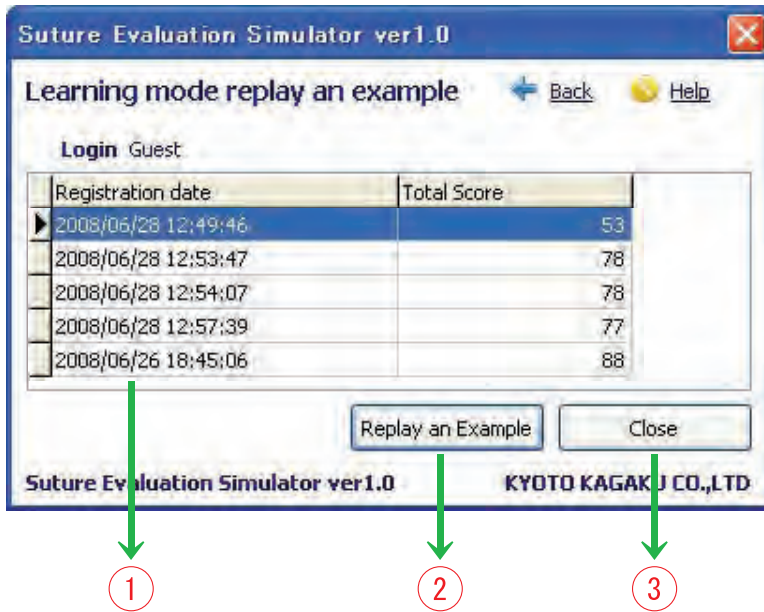 Suture Evaluation Simulator ver1.0
Learning mode replay an example Back Help
Login Guest
Registration date Total Score
2008/06/28 12:49:46 53
2008/06/28 12:53:47 78
2008/06/28 12:54:07 78
2008/06/28 12:57:39 77
2008/06/26 18:45:06 88
Replay an Example Close
Suture Evaluation Simulator ver1.0 KYOTO KAGAKU CO.,LTD
1 2 3